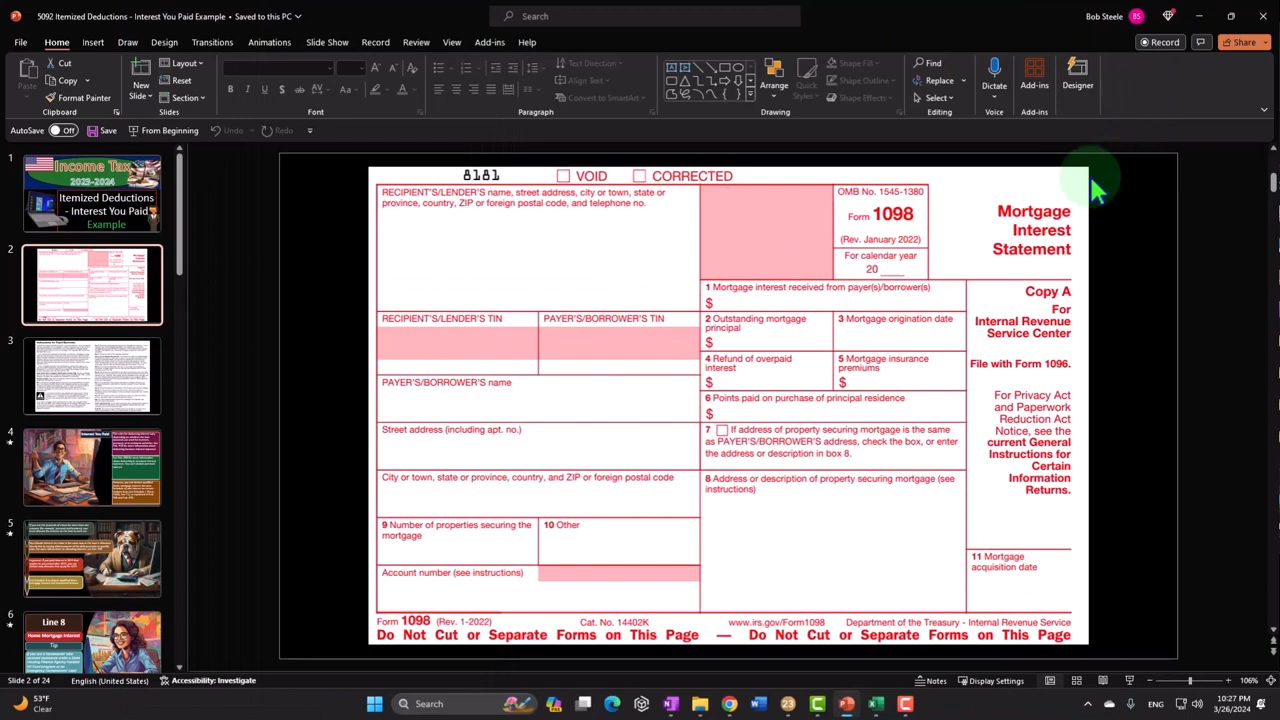 5092 Itemized Deductions - Interest You Paid Example • Saved to this PC
Search
Bob Steele
BS
File
Home
Insert
Draw
Design
Transitions
Animations
Slide Show
Record
Review
View
Add-ins
Help
Record
Share
Paste
Cut
Copy
Format Painter
Clipboard
New
Slide
Layout
Reset
Section
Slides
Font
Paragraph
Text Direction
Align Text
Convert to SmartArt
Arrange
Quick
Styles
Shape Fill
Shape Outline
Shape Effects
Drawing
Find
Replace
Select
Editing
Dictate
Voice
Add-ins
Add-ins
Designer
AutoSave
Off
Save
From Beginning
Undo
Redo
1
Income Tax
2023-2024
Itemized Deductions
- Interest You Paid
Example
2
4
Interest You Paid
5
6
Line 8
Home Mortgage Interest
Tip
8181
VOID
CORRECTED
RECIPIENT'S/LENDER'S name, street address, city or town, state or
province, country, ZIP or foreign postal code, and telephone no.
OMB No. 1545-1380
Form 1098
(Rev. January 2022)
For calendar year
20
Mortgage
Interest
Statement
1 Mortgage interest received from payer(s)/borrower(s)
$
Copy A
For
Internal Revenue
Service Center
File with Form 1096.
RECIPIENT'S/LENDER'S TIN
PAYER'S/BORROWER'S TIN
2 Outstanding mortgage
principal
$
3 Mortgage origination date
4 Refund of overpaid
interest
$
5 Mortgage insurance
premiums
$
PAYER'S/BORROWER'S name
6 Points paid on purchase of principal residence
$
For Privacy Act
and Paperwork
Reduction Act
Notice, see the
current General
Instructions for
Certain
Information
Returns.
Street address (including apt. no.)
7 If address of property securing mortgage is the same
as PAYER'S/BORROWER'S address, check the box, or enter
the address or description in box 8.
City or town, state or province, country, and ZIP or foreign postal code
8 Address or description of property securing mortgage (see
instructions)
9 Number of properties securing the
mortgage
10 Other
11 Mortgage
acquisition date
Account number (see instructions)
Form 1098 (Rev. 1-2022)
Cat. No. 14402K
www.irs.gov/Form1098
Department of the Treasury - Internal Revenue Service
Do Not Cut or Separate Forms on This Page — Do Not Cut or Separate Forms on This Page
Slide 2 of 24
English (United States)
Accessibility: Investigate
Notes
Display Settings
106%
53°F
Clear
Search
ENG
10:27 PM
3/26/2024